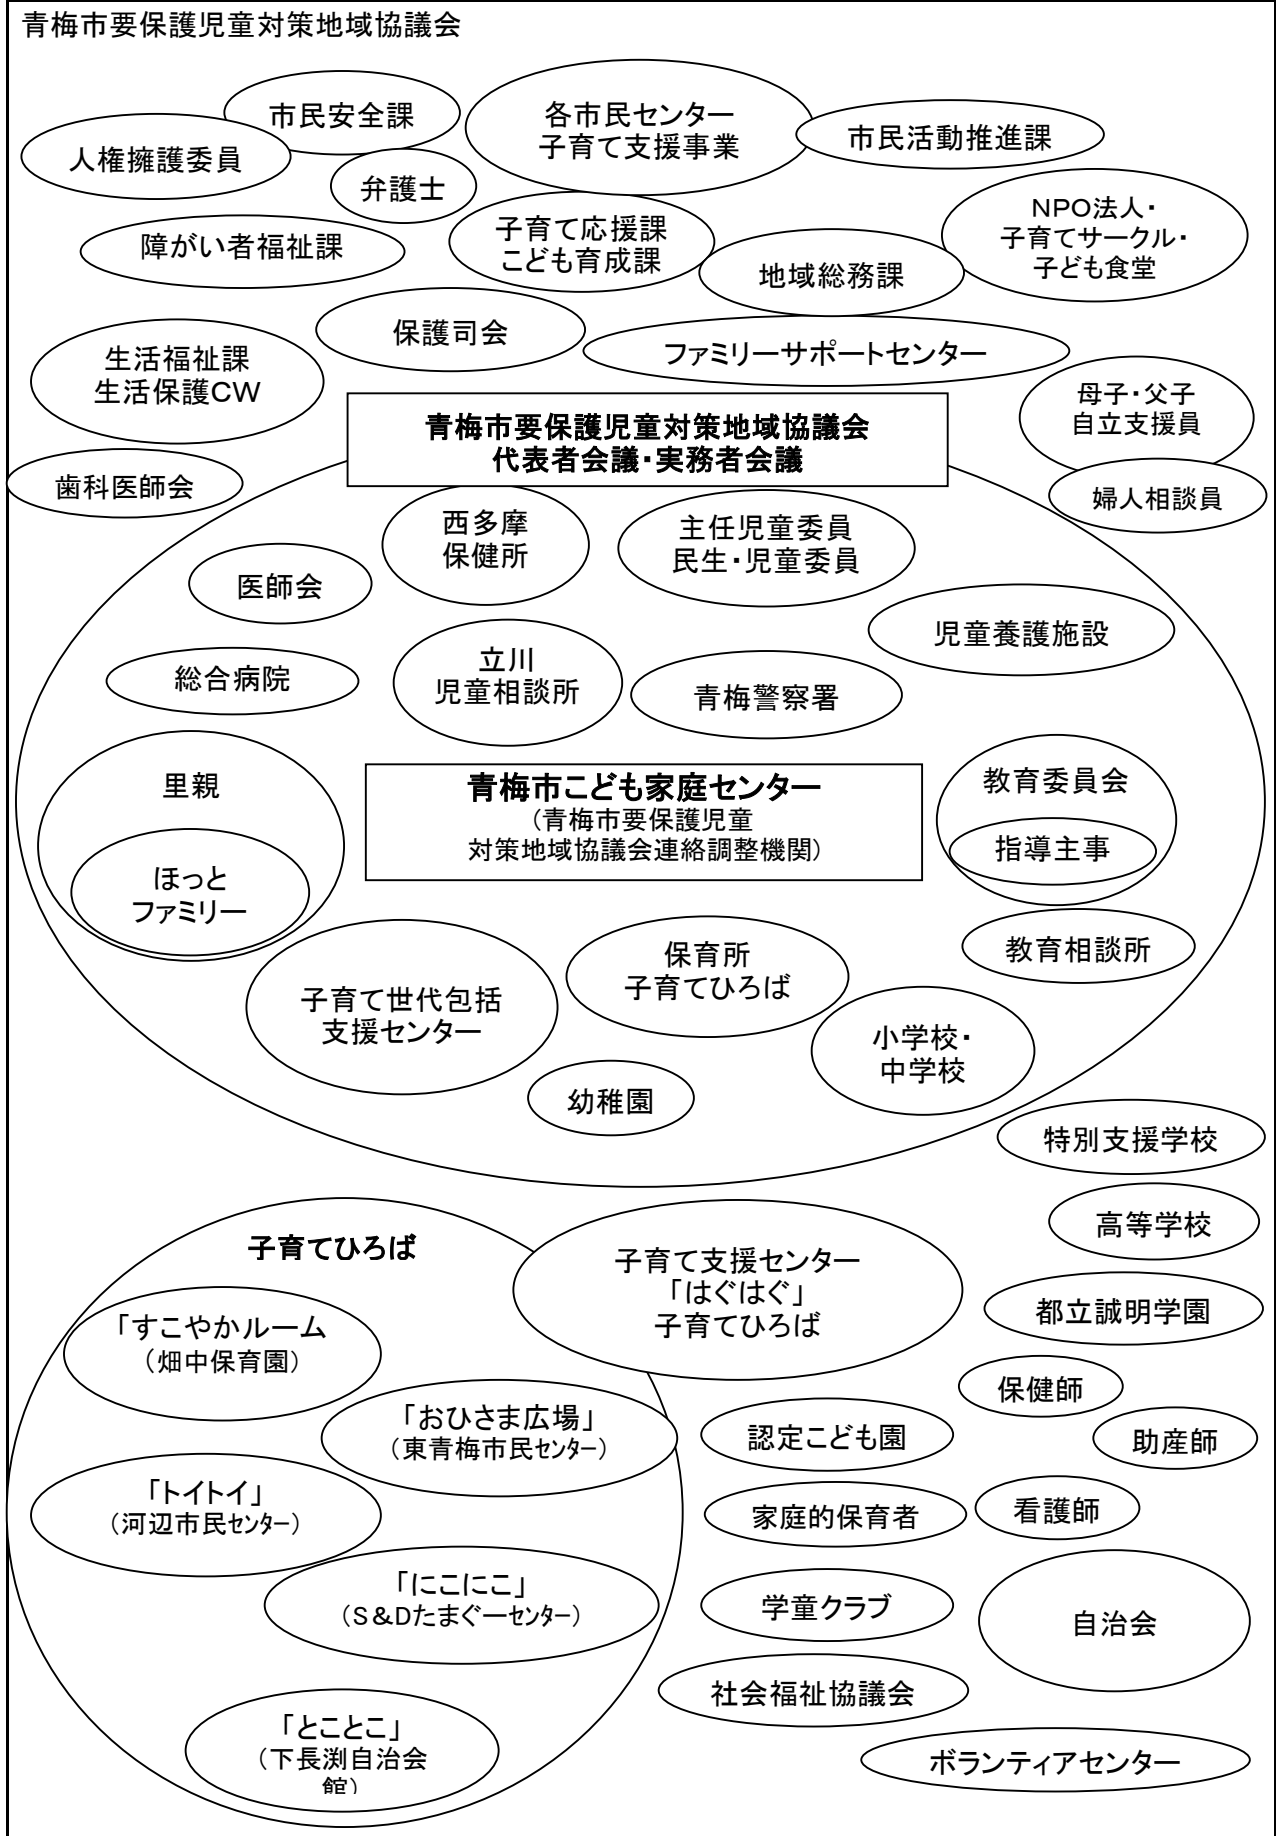 青梅市要保護児童対策地域協議会
市民安全課
各市民センター
子育て支援事業
市民活動推進課
人権擁護委員
弁護士
NPO法人・
子育てサークル・
子ども食堂
障がい者福祉課
子育て応援課
こども育成課
地域総務課
保護司会
ファミリーサポートセンター
生活福祉課
生活保護CW
母子・父子
自立支援員
青梅市要保護児童対策地域協議会
代表者会議・実務者会議
歯科医師会
婦人相談員
西多摩
保健所
主任児童委員
民生・児童委員
医師会
児童養護施設
総合病院
立川
児童相談所
青梅警察署
里親
ほっと
ファミリー
青梅市こども家庭センター
（青梅市要保護児童
対策地域協議会連絡調整機関）
教育委員会
指導主事
教育相談所
子育て世代包括
支援センター
保育所
子育てひろば
小学校・
中学校
幼稚園
特別支援学校
高等学校
子育てひろば
子育て支援センター
「はぐはぐ」
子育てひろば
都立誠明学園
「すこやかルーム
（畑中保育園）
保健師
「おひさま広場」
（東青梅市民センター）
認定こども園
助産師
「トイトイ」
（河辺市民センター）
家庭的保育者
看護師
「にこにこ」
（S&Dたまぐーセンター）
学童クラブ
自治会
社会福祉協議会
「とことこ」
（下長渕自治会
館）
ボランティアセンター